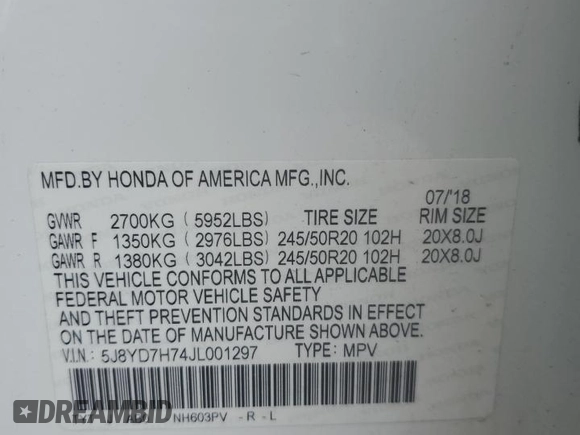 MFD.BY HONDA OF AMERICA MFG.,INC.
07/'18
GVWR 2700KG ( 5952LBS) TIRE SIZE RIM SIZE
GAWR F 1350KG ( 2976LBS) 245/50R20 102H 20X8.0J
GAWR R 1380KG ( 3042LBS) 245/50R20 102H 20X8.0J
THIS VEHICLE CONFORMS TO ALL APPLICABLE
FEDERAL MOTOR VEHICLE SAFETY
AND THEFT PREVENTION STANDARDS IN EFFECT
ON THE DATE OF MANUFACTURE SHOWN ABOVE.
V.I.N.: 5J8YD7H74JL001297 TYPE: MPV
NH603PV -R-L
DREAMBID